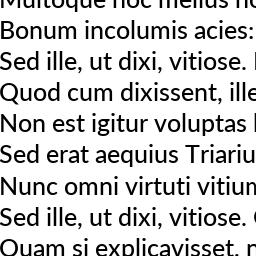 Multoque hoc melius
Bonum incolumis acies:
Sed ille, ut dixi, vitiose.
Quod cum dixissent, ille
Non est igitur voluptas
Sed erat aequius Triariu
Nunc omni virtuti vitium
Sed ille, ut dixi, vitiose.
Quam si explicavisset,